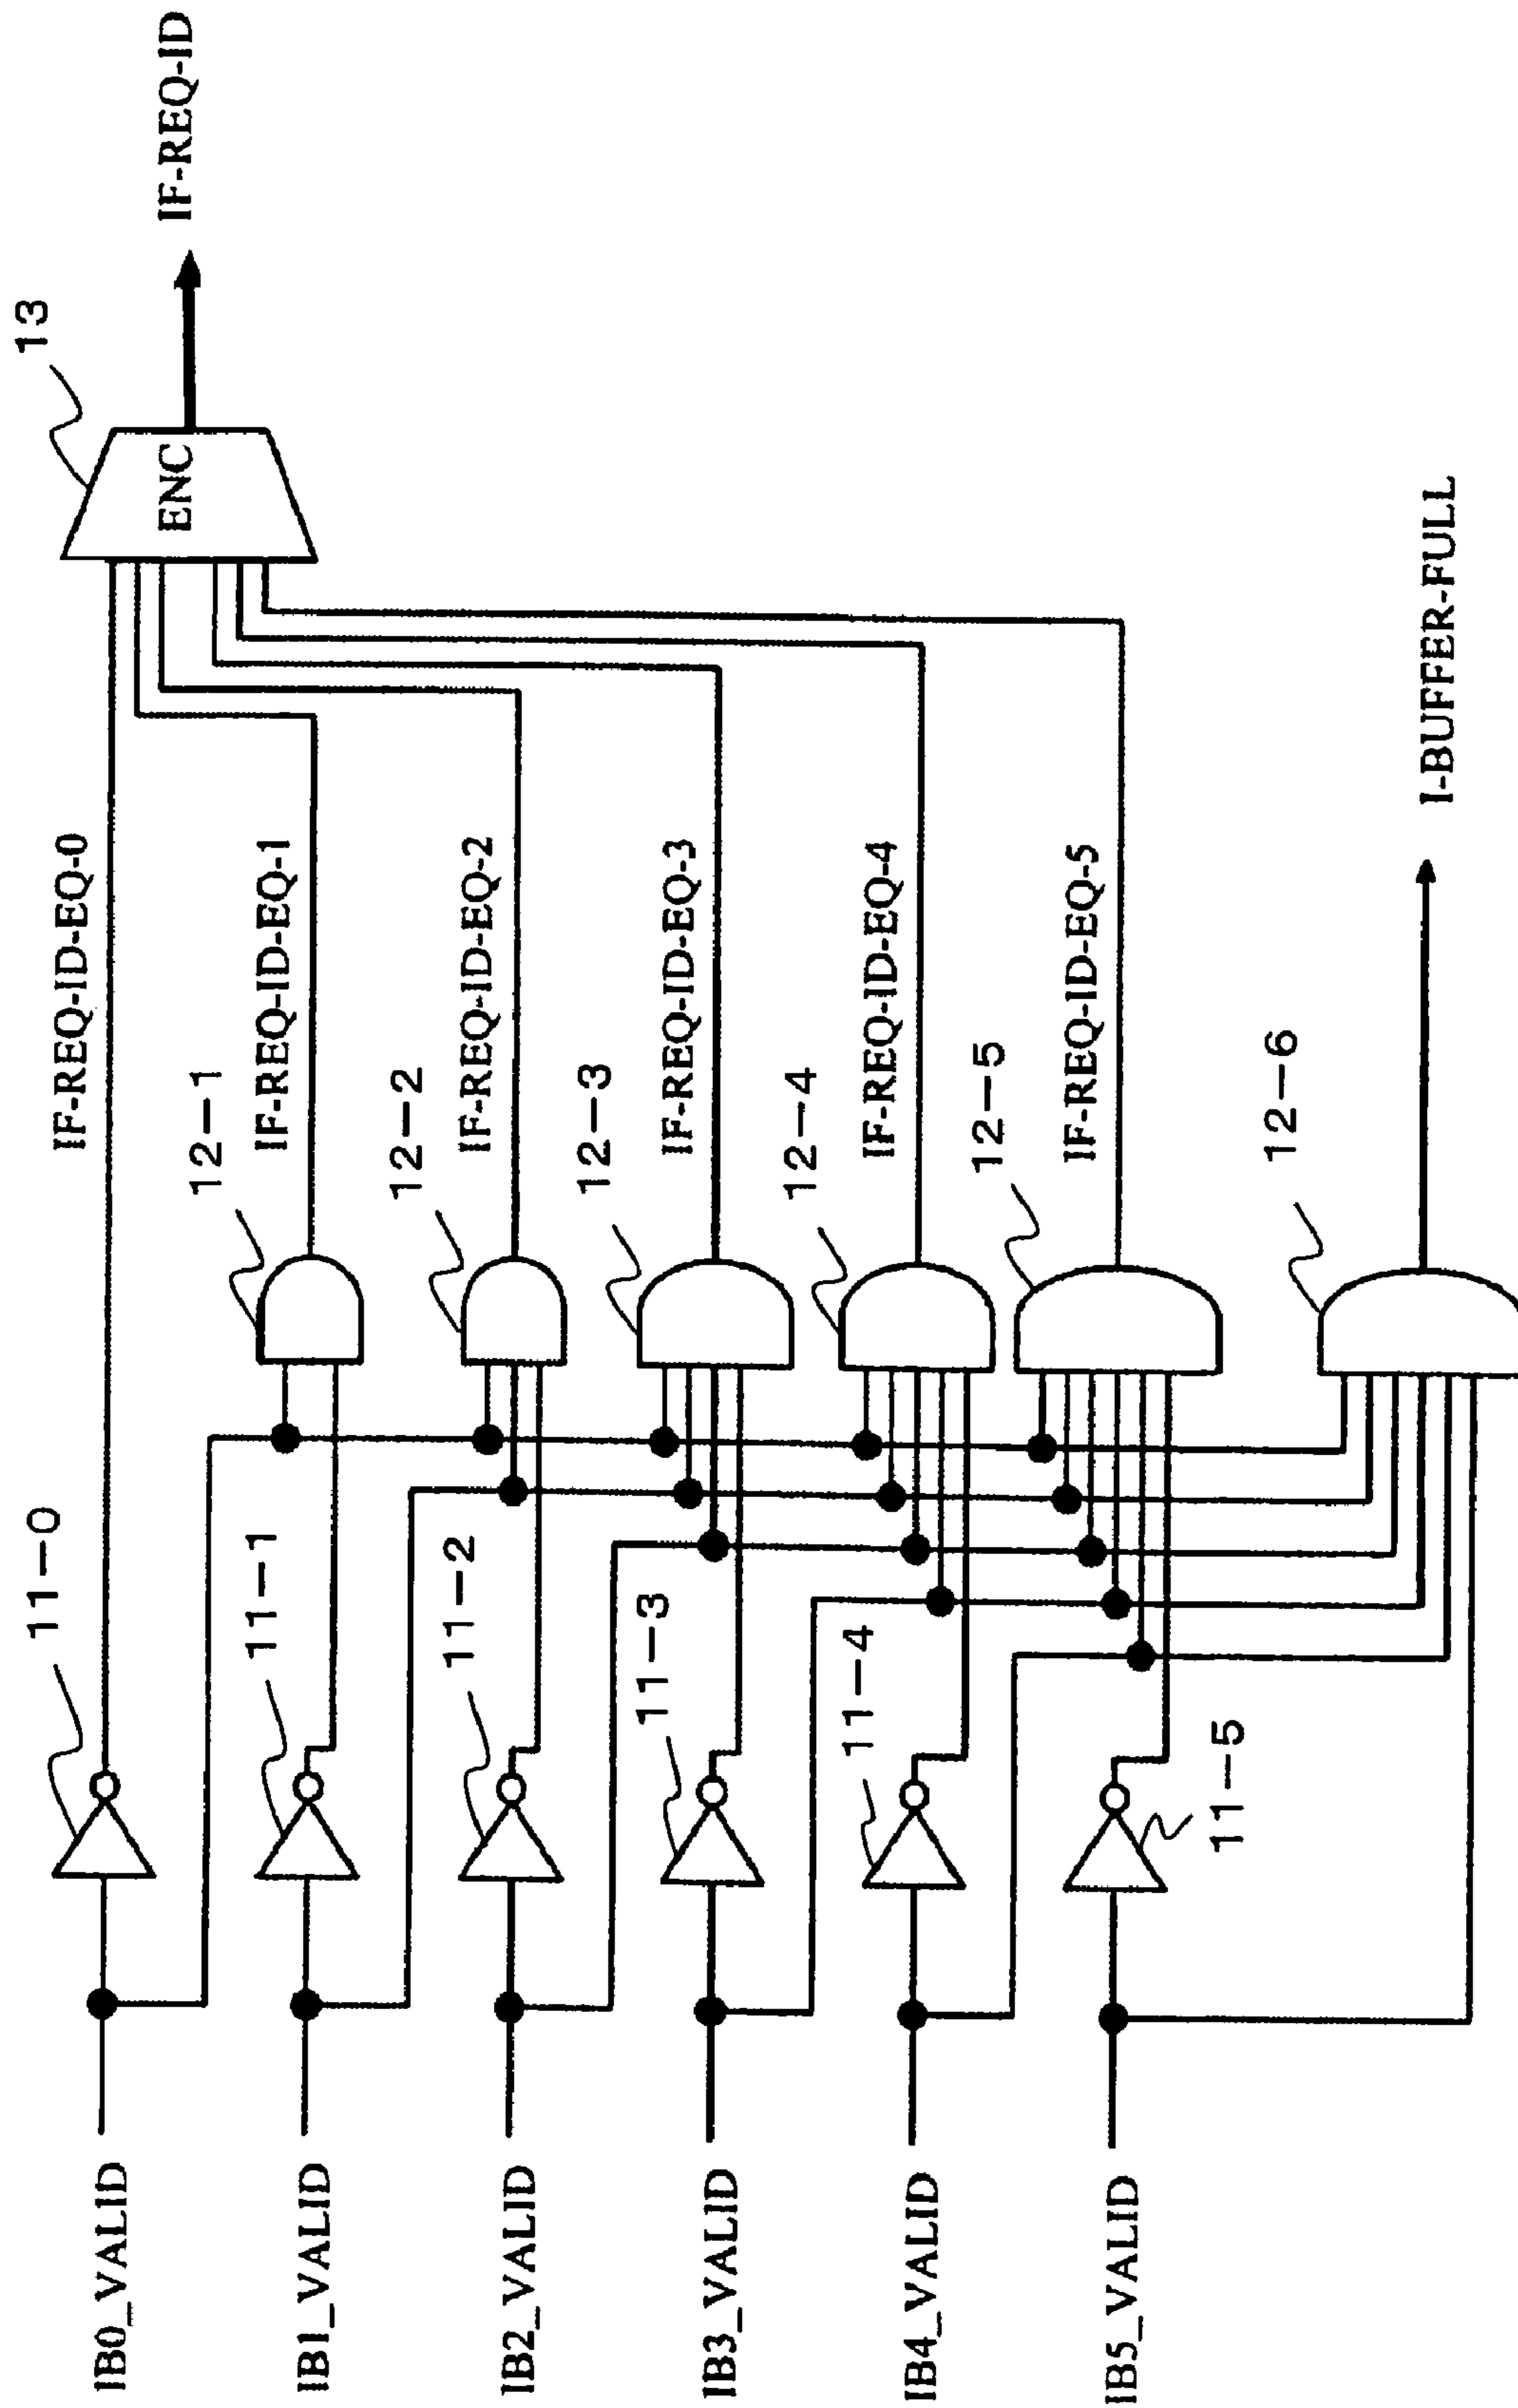 IB0_VALID
IB1_VALID
IB2_VALID
IB3_VALID
IB4_VALID
IB5_VALID
11-0
11-1
11-2
11-3
11-4
11-5
12-1
12-2
12-3
12-4
12-5
12-6
IF-REQ-ID-EQ-0
IF-REQ-ID-EQ-1
IF-REQ-ID-EQ-2
IF-REQ-ID-EQ-3
IF-REQ-ID-EQ-4
IF-REQ-ID-EQ-5
13
ENC
IF-REQ-ID
I-BUFFER-FULL